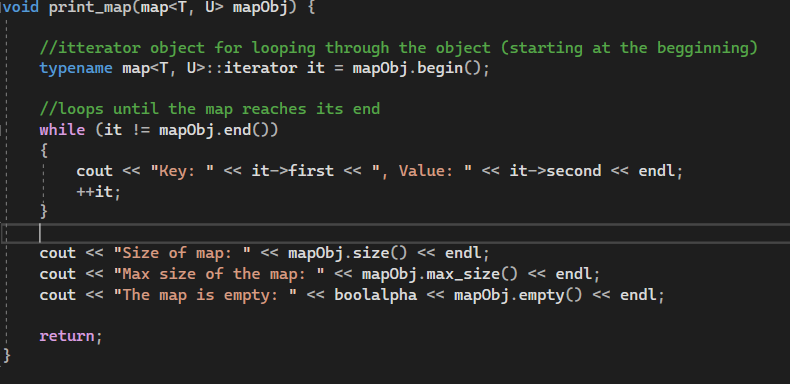 void print_map(map<T, U> mapObj) {
//itterator object for looping through the object (starting at the begginning)
typename map<T, U>::iterator it = mapObj.begin();
//loops until the map reaches its end
while (it != mapObj.end())
{
cout << "Key: " << it->first << ", Value: " << it->second << endl;
++it;
}
cout << "Size of map: " << mapObj.size() << endl;
cout << "Max size of the map: " << mapObj.max_size() << endl;
cout << "The map is empty: " << boolalpha << mapObj.empty() << endl;
return;
}